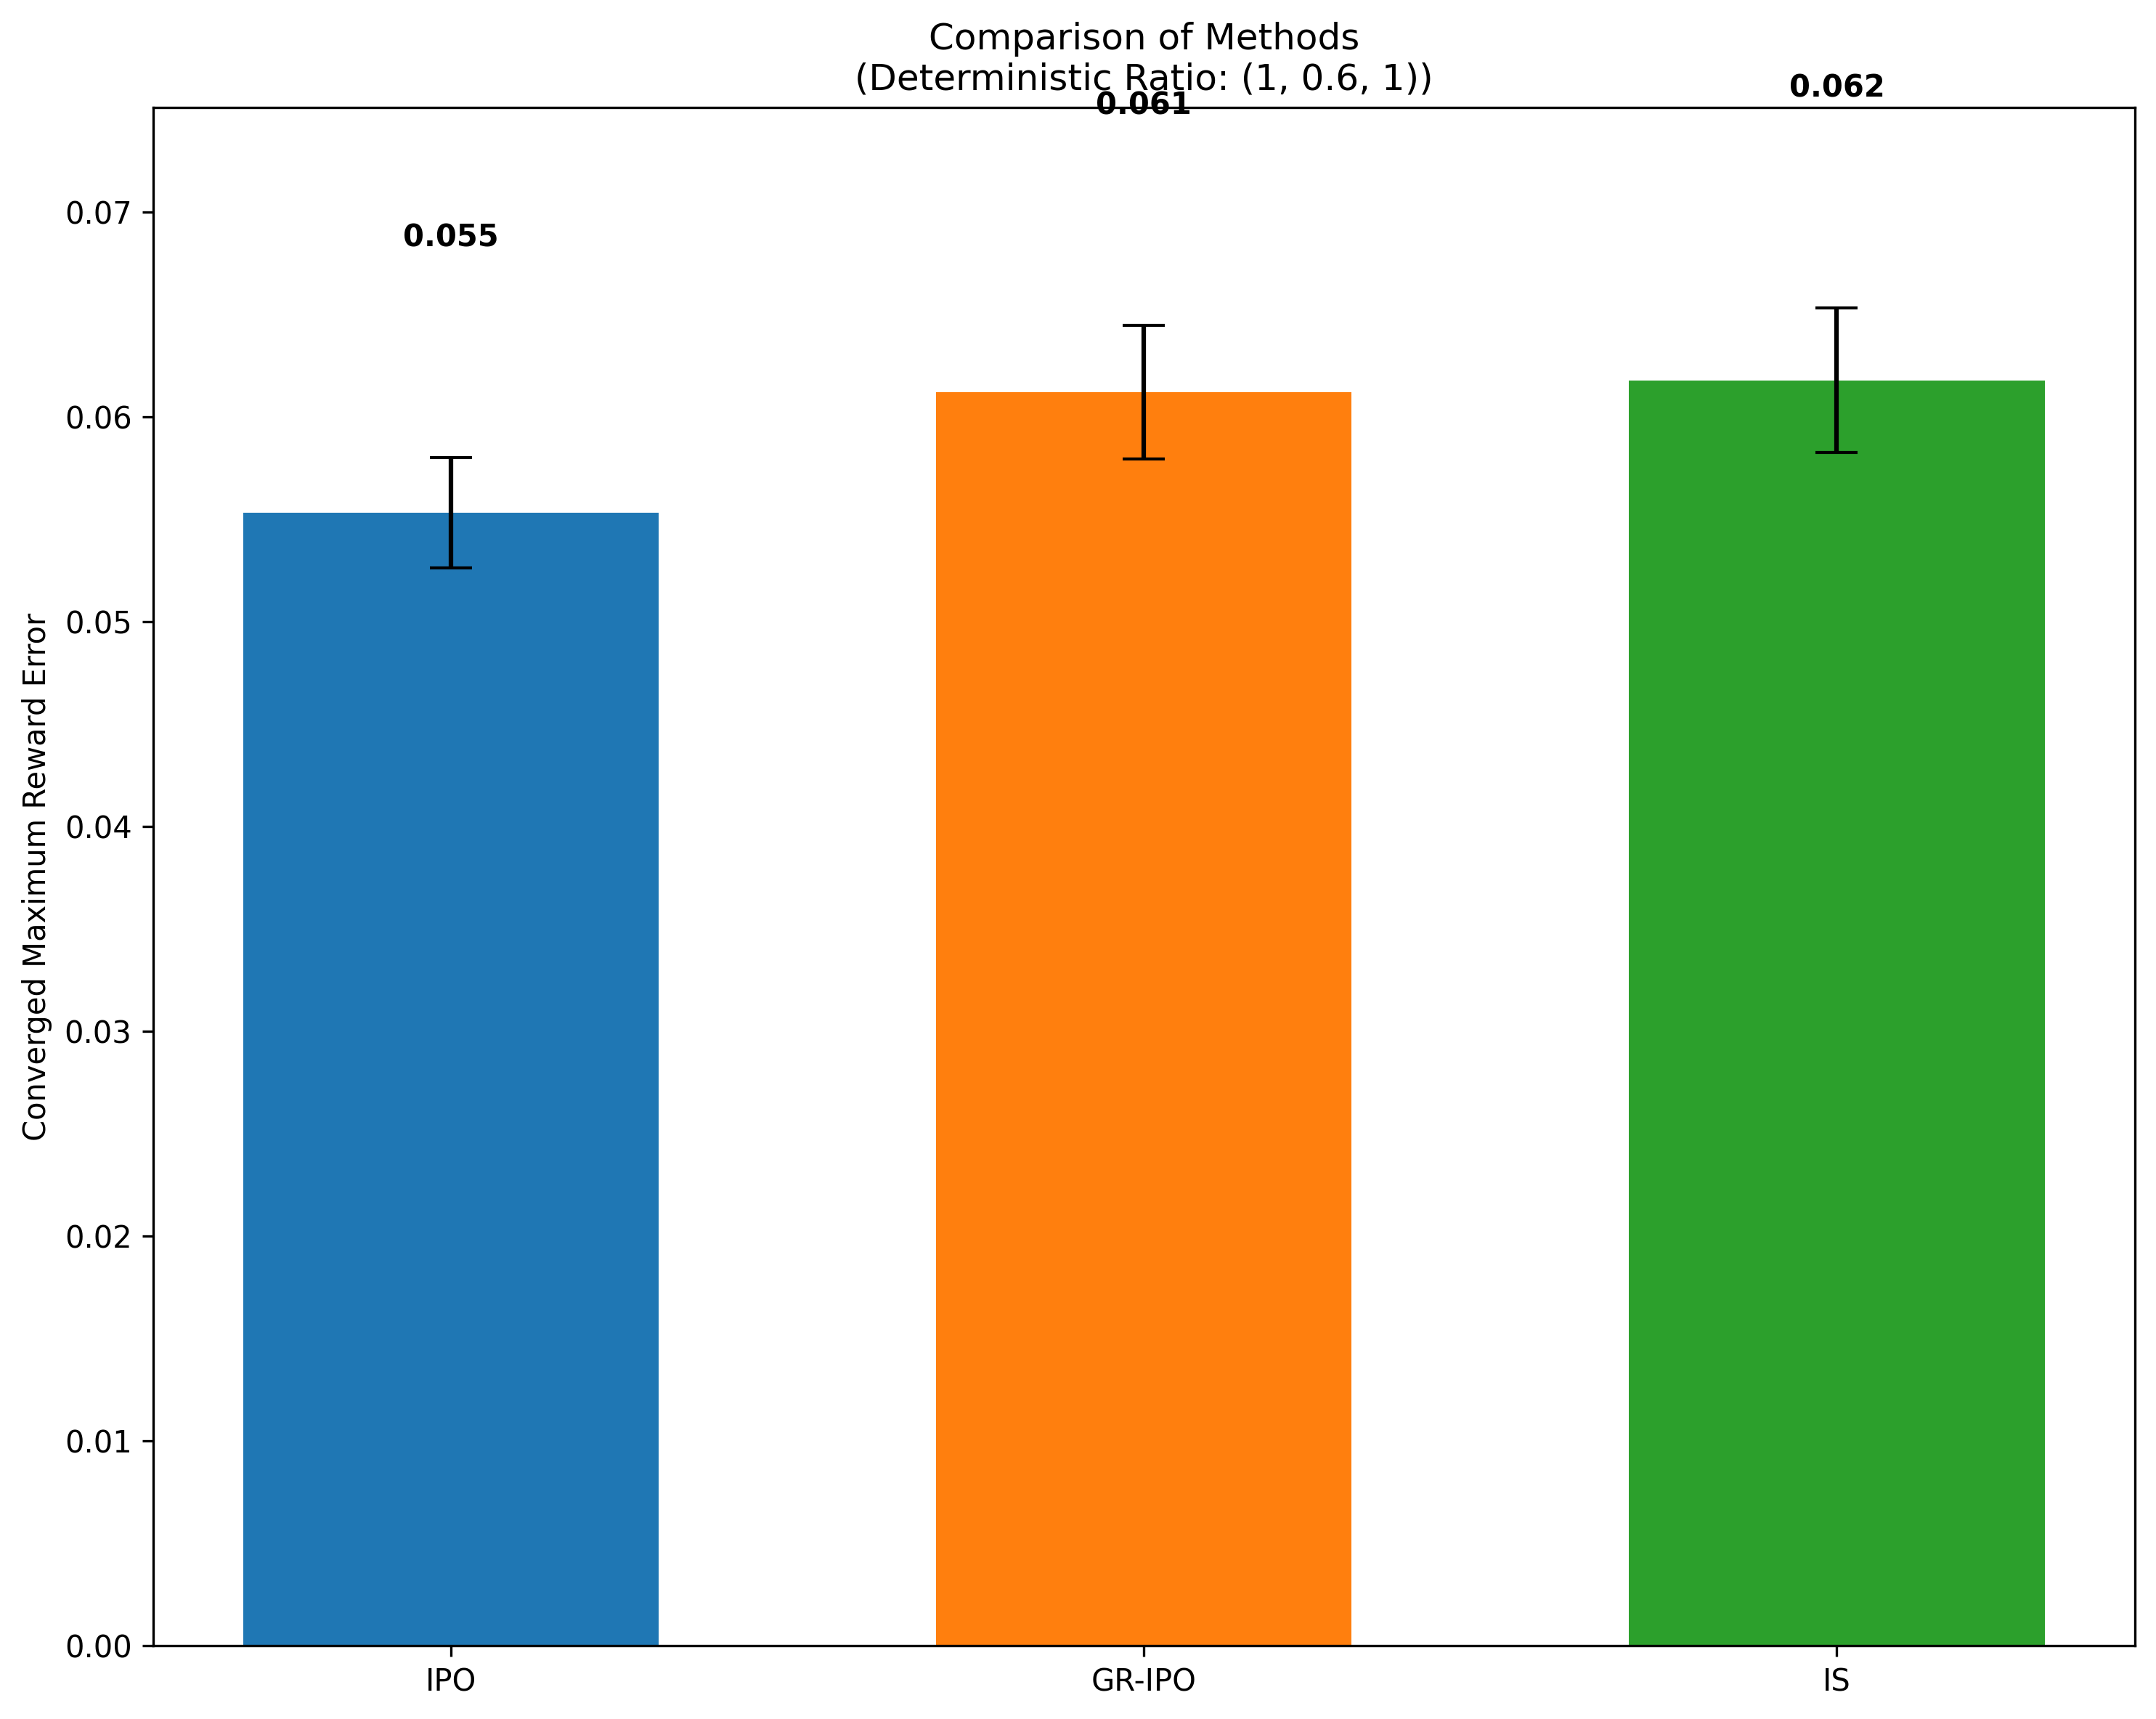 Comparison of Methods
(Deterministic Ratio: (1, 0.6, 1))
0.061
0.062
0.055
Converged Maximum Reward Error
0.07
0.06
0.05
0.04
0.03
0.02
0.01
0.00
IPO
GR-IPO
IS